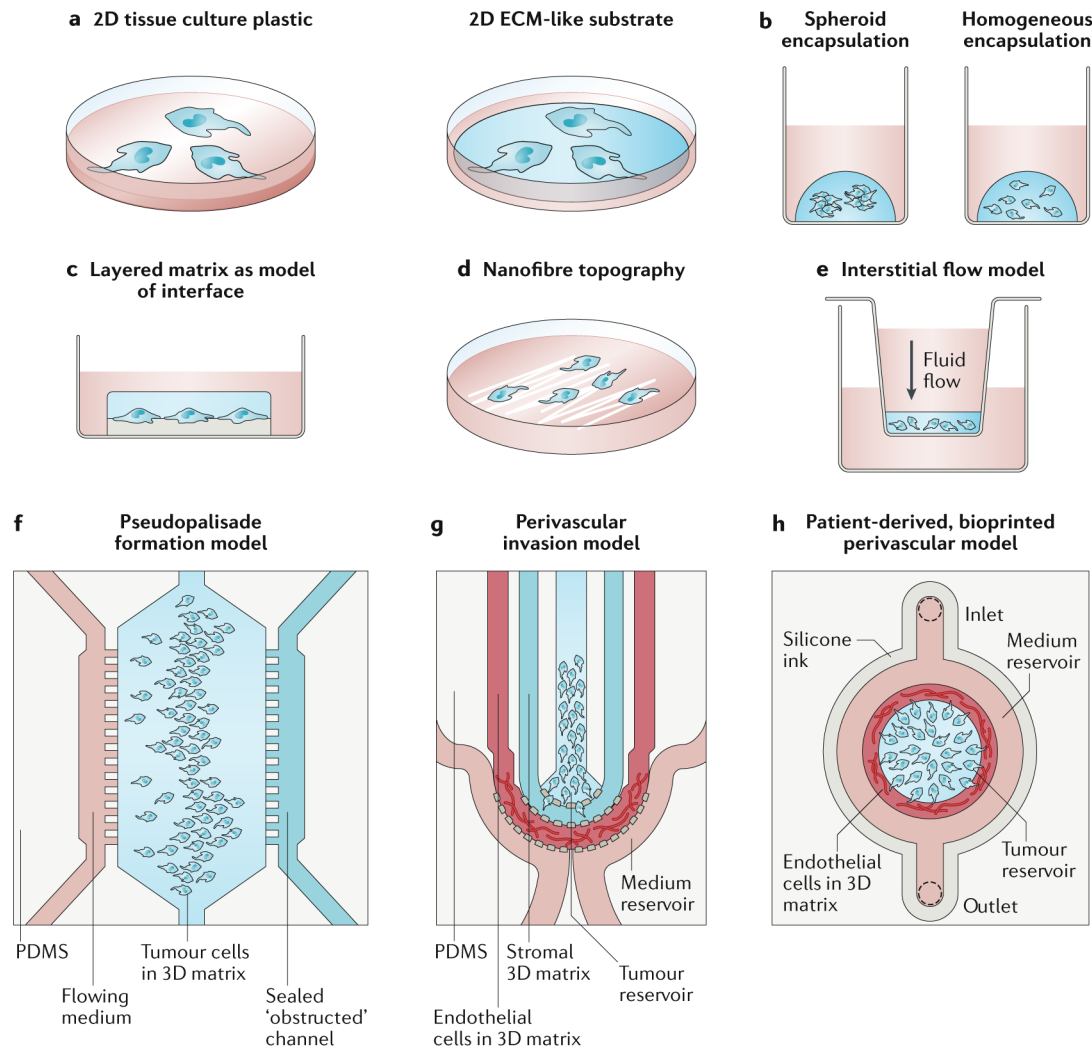 a 2D tissue culture plastic
2D ECM-like substrate
b Spheroid
encapsulation
Homogeneous
encapsulation
c Layered matrix as model
of interface
d Nanofibre topography
e Interstitial flow model
Fluid
flow
f Pseudopalisade
formation model
PDMS
Flowing
medium
Tumour cells
in 3D matrix
Sealed
‘obstructed’
channel
g Perivascular
invasion model
Medium
reservoir
PDMS
Endothelial
cells in 3D matrix
Stromal
3D matrix
Tumour
reservoir
h Patient-derived, bioprinted
perivascular model
Inlet
Silicone
ink
Medium
reservoir
Endothelial
cells in 3D
matrix
Tumour
reservoir
Outlet